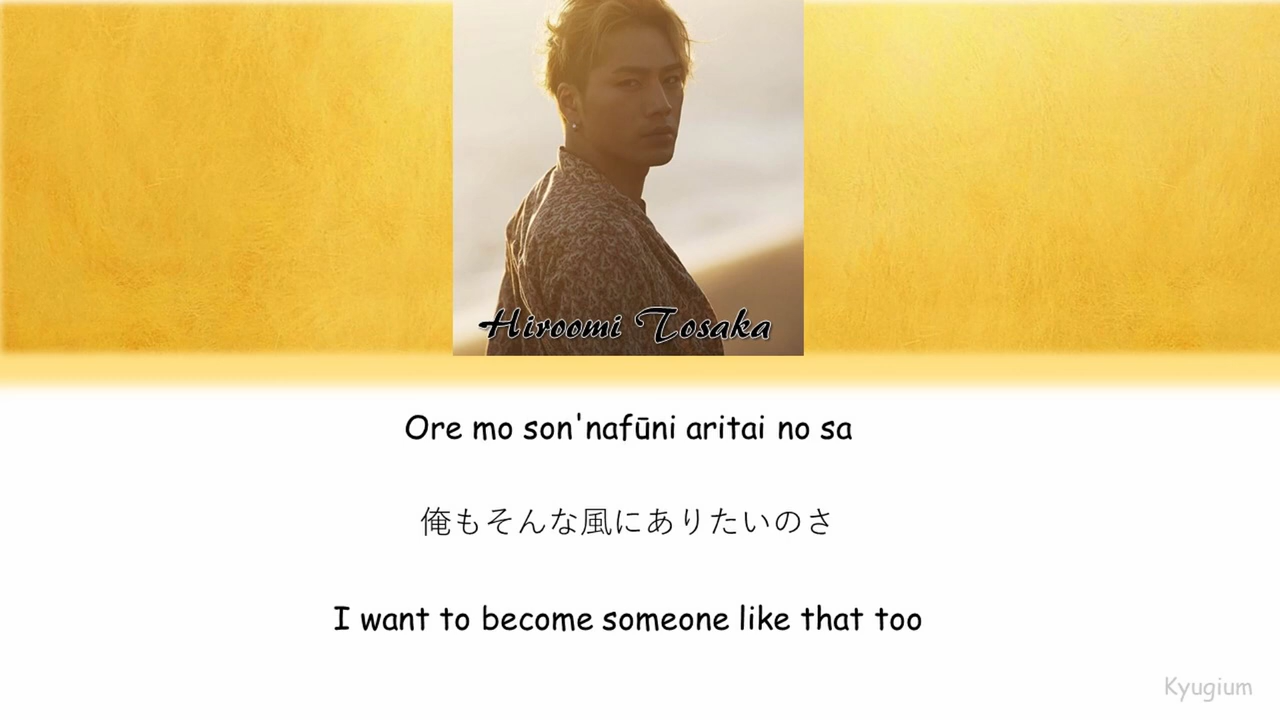 Hiroomi Tosaka
Ore mo son'nafūni aritai no sa
俺もそんな風にありたいのさ
I want to become someone like that too
Kyugium